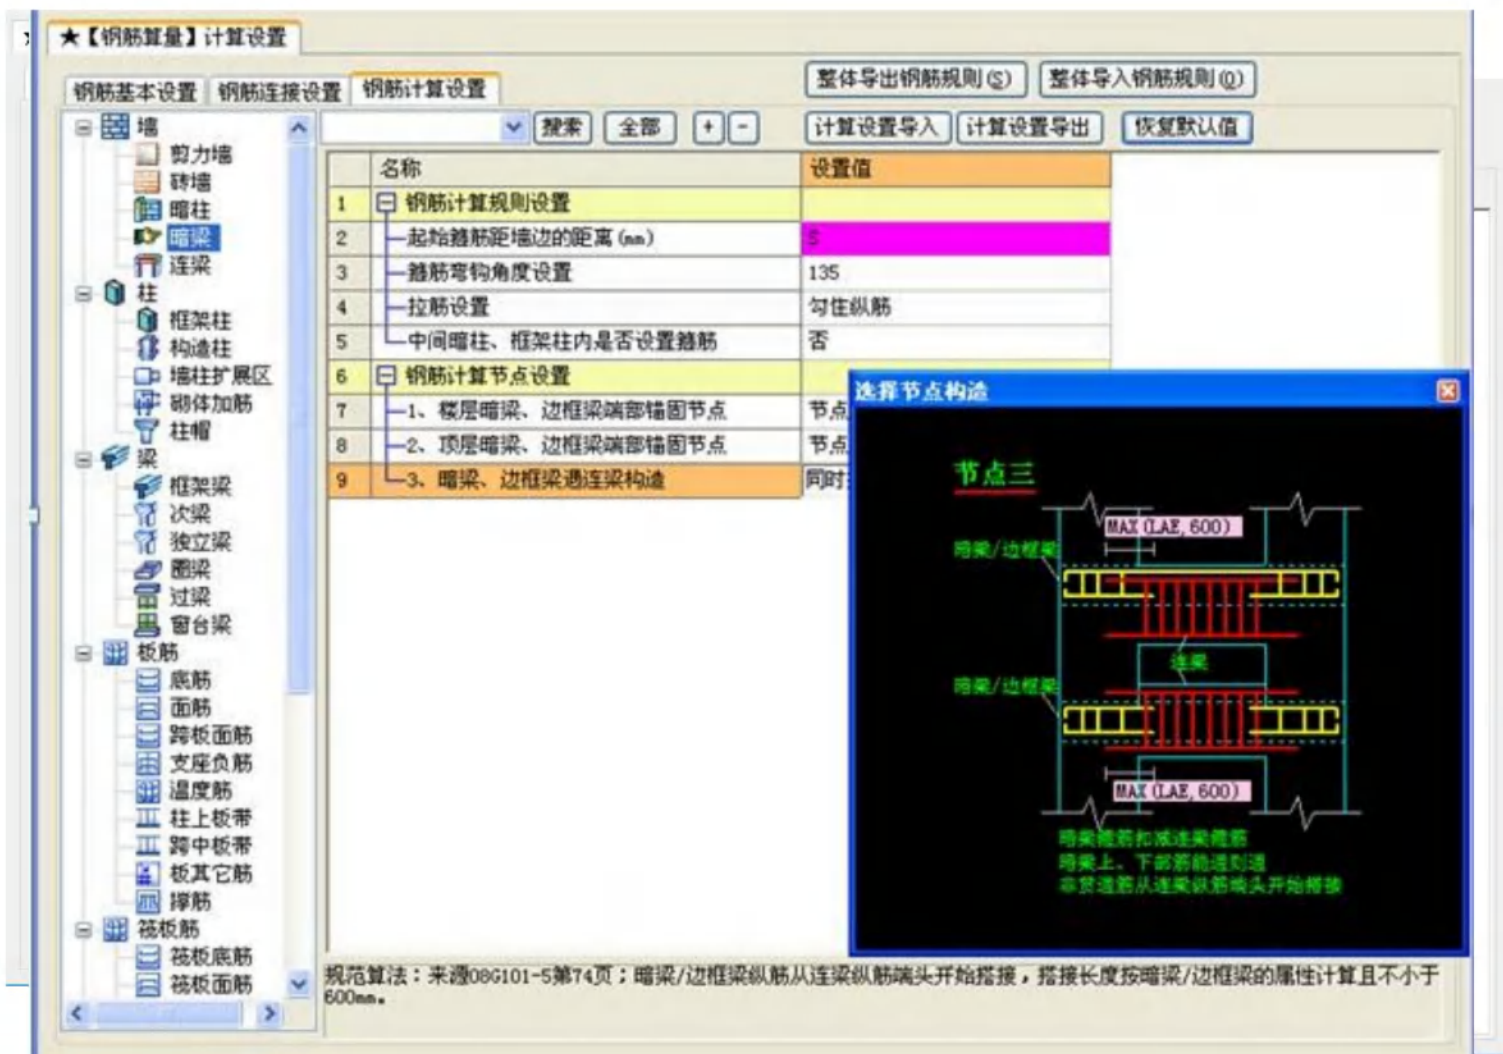 ★【钢筋算量】计算设置
钢筋基本设置 钢筋连接设置 钢筋计算设置
整体导出钢筋规则(S) 整体导入钢筋规则(Q)
搜索 全部 + - 计算设置导入 计算设置导出 恢复默认值
墙
剪力墙
砖墙
暗柱
暗梁
连梁
柱
框架柱
构造柱
墙柱扩展区
砌体加筋
柱帽
梁
框架梁
次梁
独立梁
圈梁
过梁
窗台梁
板筋
底筋
面筋
跨板面筋
支座负筋
温度筋
柱上板带
跨中板带
板其它筋
撑筋
筏板筋
筏板底筋
筏板面筋
名称 设置值
1 钢筋计算规则设置
2 起始箍筋距墙边的距离(mm) S
3 箍筋弯钩角度设置 135
4 拉筋设置 勾住纵筋
5 中间暗柱、框架柱内是否设置箍筋 否
6 钢筋计算节点设置
7 1、楼层暗梁、边框梁端部锚固节点 节点
8 2、顶层暗梁、边框梁端部锚固节点 节点
9 3、暗梁、边框梁遇连梁构造 同时
选择节点构造
节点三
MAX(LAE,600)
暗梁/边框梁
连梁
暗梁/边框梁
MAX(LAE,600)
暗梁箍筋扣减连梁箍筋
暗梁上、下部筋能通则通
非贯通筋从连梁纵筋端头开始搭接
规范算法：来源08G101-5第74页；暗梁/边框梁纵筋从连梁纵筋端头开始搭接，搭接长度按暗梁/边框梁的属性计算且不小于
600mm。